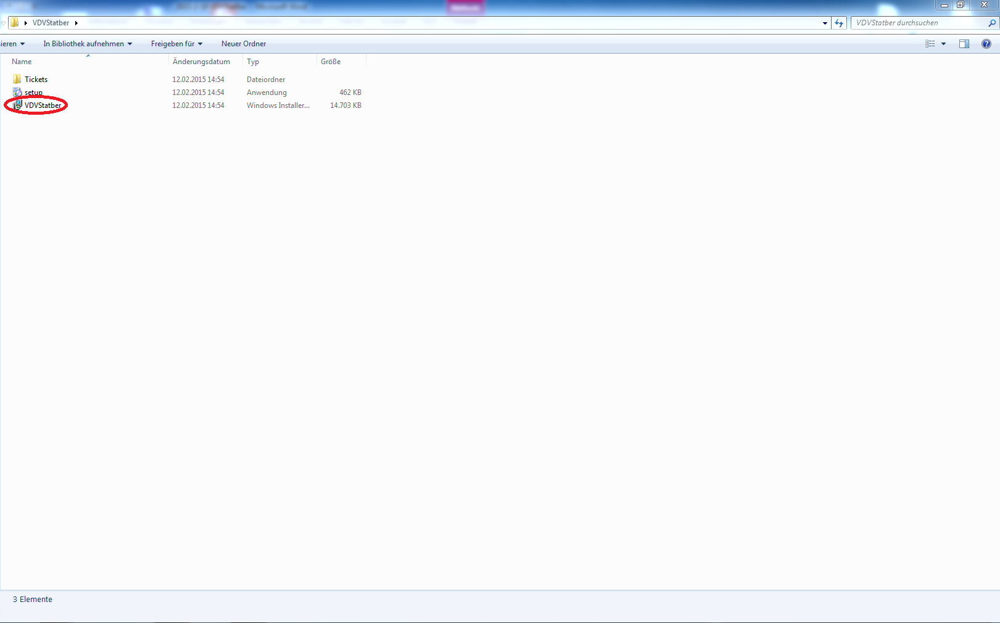 VDVStatber
VDVStatber durchsuchen
ieren In Bibliothek aufnehmen Freigeben für Neuer Ordner
Name Änderungsdatum Typ Größe
Tickets 12.02.2015 14:54 Dateiordner
setup 12.02.2015 14:54 Anwendung 462 KB
VDVStatber 12.02.2015 14:54 Windows Installer... 14.703 KB
3 Elemente